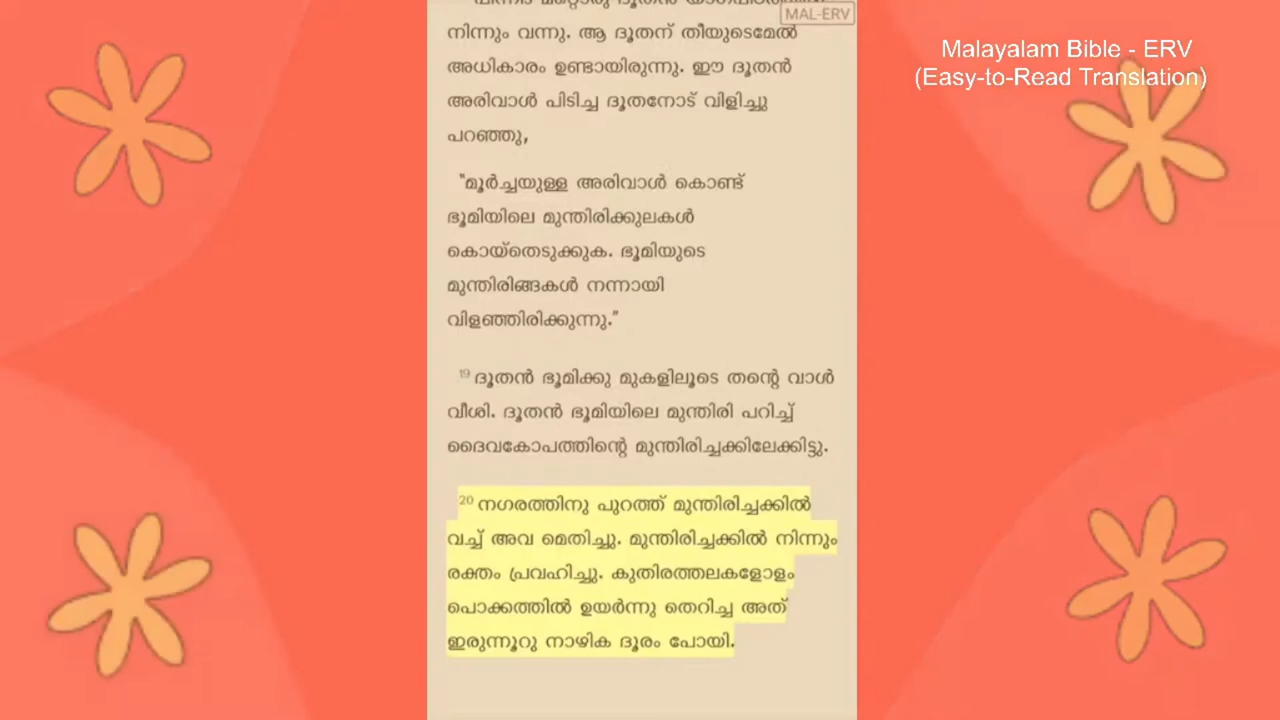 MAL-ERV
Malayalam Bible - ERV
(Easy-to-Read Translation)
നിന്നും വന്നു. ആ ദൂതന് തീയുടെമേൽ
അധികാരം ഉണ്ടായിരുന്നു. ഈ ദൂതൻ
അരിവാൾ പിടിച്ച ദൂതനോട് വിളിച്ചു
പറഞ്ഞു,
"മൂർച്ചയുള്ള അരിവാൾ കൊണ്ട്
ഭൂമിയിലെ മുന്തിരിക്കുലകൾ
കൊയ്തെടുക്കുക. ഭൂമിയുടെ
മുന്തിരിങ്ങകൾ നന്നായി
വിളഞ്ഞിരിക്കുന്നു."
19 ദൂതൻ ഭൂമിക്കു മുകളിലൂടെ തന്റെ വാൾ
വീശി. ദൂതൻ ഭൂമിയിലെ മുന്തിരി പറിച്ച്
ദൈവകോപത്തിന്റെ മുന്തിരിച്ചക്കിലേക്കിട്ടു.
20 നഗരത്തിനു പുറത്ത് മുന്തിരിച്ചക്കിൽ
വച്ച് അവ മെതിച്ചു. മുന്തിരിച്ചക്കിൽ നിന്നും
രക്തം പ്രവഹിച്ചു. കുതിരത്തലകളോളം
പൊക്കത്തിൽ ഉയർന്നു തെറിച്ച അത്
ഇരുന്നൂറു നാഴിക ദൂരം പോയി.